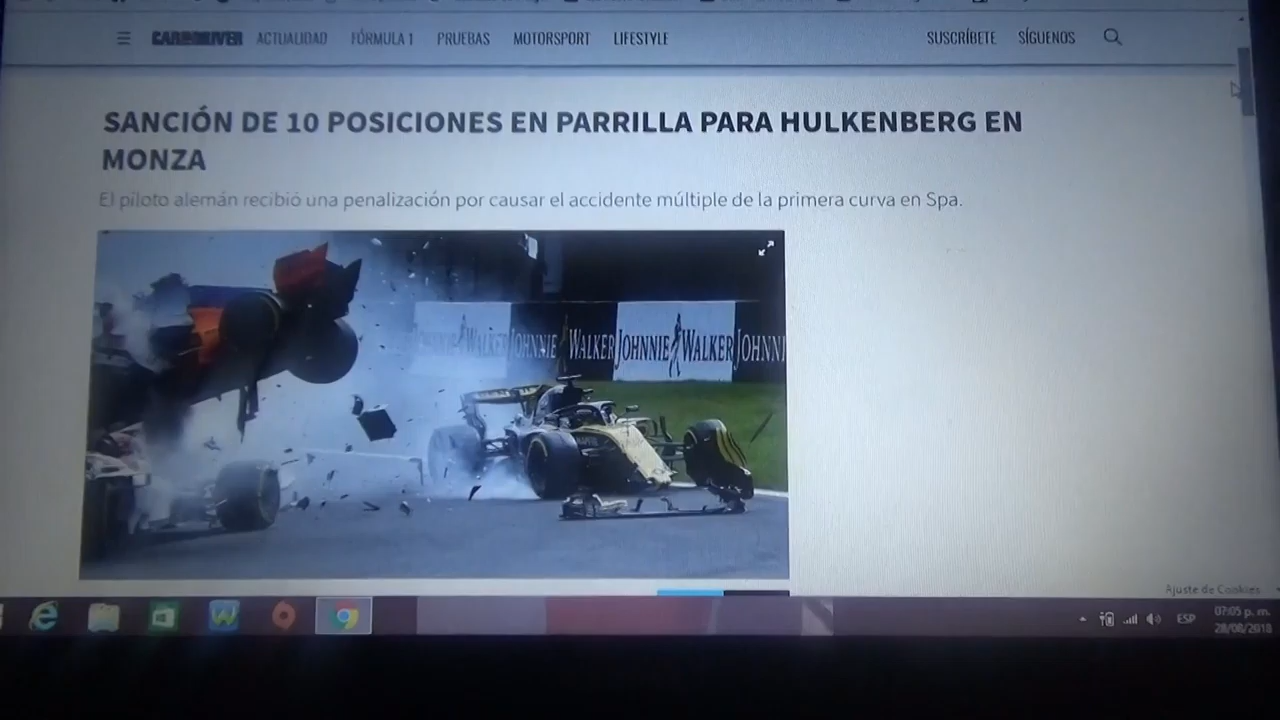 CAR AND DRIVER ACTUALIDAD FÓRMULA 1 PRUEBAS MOTORSPORT LIFESTYLE SUSCRÍBETE SÍGUENOS
SANCIÓN DE 10 POSICIONES EN PARRILLA PARA HULKENBERG EN
MONZA
El piloto alemán recibió una penalización por causar el accidente múltiple de la primera curva en Spa.
JOHNNIE WALKER JOHNNIE WALKER JOHNNI
Ajuste de Cookies
ESP
07:05 p. m.
28/08/2018